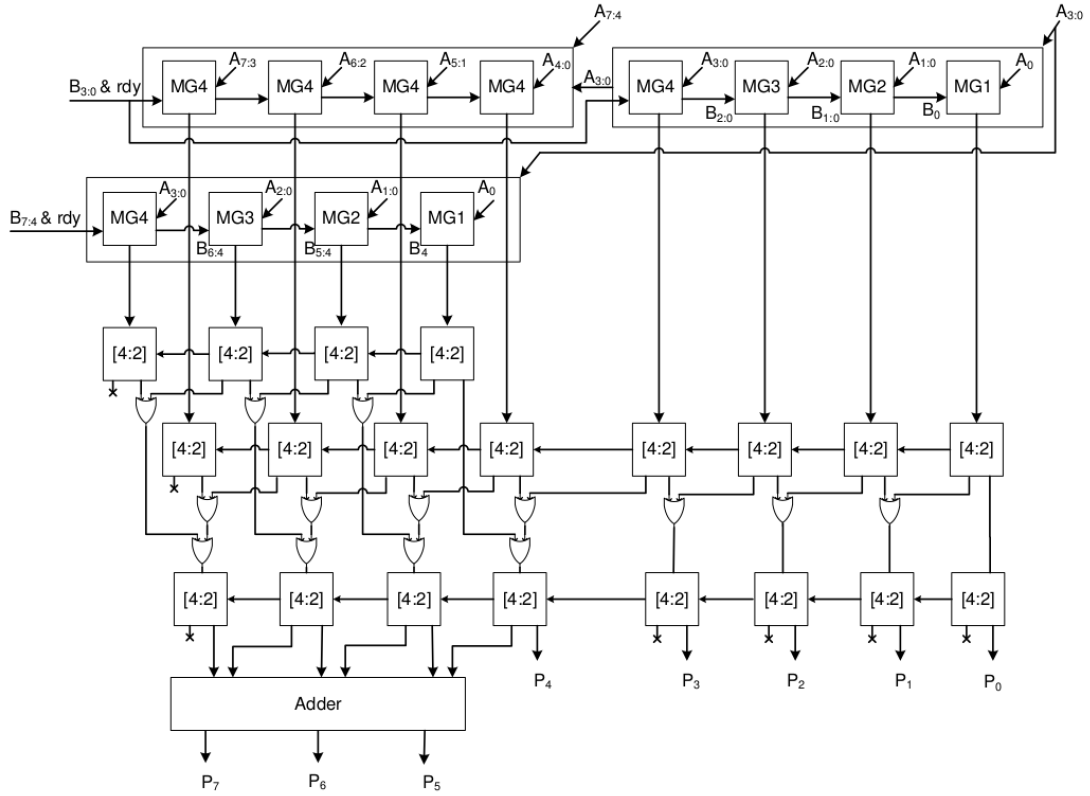 A7:4 A3:0
B3:0 & rdy MG4 A7:3 MG4 A6:2 MG4 A5:1 MG4 A4:0 A3:0 MG4 A3:0 MG3 A2:0 MG2 A1:0 MG1 A0
B2:0 B1:0 B0
B7:4 & rdy MG4 A3:0 MG3 A2:0 MG2 A1:0 MG1 A0
B6:4 B5:4 B4
[4:2] [4:2] [4:2] [4:2]
[4:2] [4:2] [4:2] [4:2] [4:2] [4:2] [4:2] [4:2]
[4:2] [4:2] [4:2] [4:2] [4:2] [4:2] [4:2] [4:2]
P4 P3 P2 P1 P0
Adder
P7 P6 P5